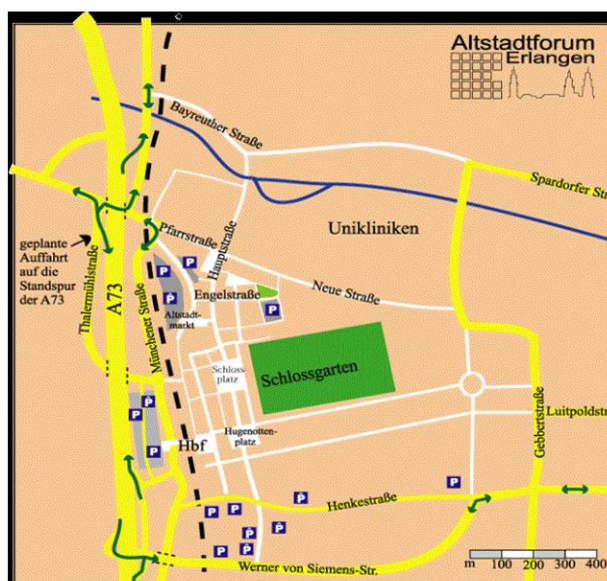 Altstadtforum
Erlangen
Bayreuther Straße
Spardorfer Str.
Unikliniken
Pfarrstraße
Hauptstraße
geplante
Auffahrt
auf die
Standspur
der A73
Thalermühlstraße
A73
Münchener Straße
P
P
P
P
Engelstraße
Neue Straße
Altstadt-
markt
Schloss-
platz
Schlossgarten
Gebbertstraße
Luitpoldstr.
P
P
P
Hbf
Hugenotten-
platz
P
P
Henkestraße
P
P
P
P
P
P
Werner von Siemens-Str.
m 100 200 300 400